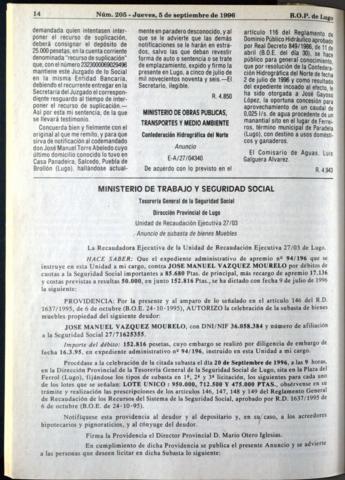 14
Núm. 205 - Jueves, 5 de septiembre de 1996
B.O.P. de Lugo
demandada quien intentasen inter-
poner el recurso de suplicación,
deberá consignar el depósito de
25.000 pesetas, en la cuenta corriente
denominada "recurso de suplicación"
que, con el número
mantiene este Juzgado de lo Social
en la misma Entidad Bancaria,
debiendo el recurrente entregar en la
Secretaría del Juzgado el correspon-
diente resguardo al tiempo de inter-
poner el recurso de suplicación.—
Así por esta mi sentencia, de la que
se llevará testimonio.
Concuerda bien y fielmente con el
original al que me remito, y para que
sirva de notificación al codemandado
don José Manuel Torre Abeledo cuyo
último domicilio conocido lo tuvo en
Casa Panadera, Salcedo, Puebla de
Brollón (Lugo), hallándose actual-
mente en paradero desconocido, y al
que se le advierte que las demás
notificaciones se le harán en estra-
dos, salvo las que deban revestir
forma de auto o sentencia o se trate
de emplazamiento, expido y firmo la
presente en Lugo, a cinco de julio de
mil novecientos noventa y seis.—El
Secretario, ilegible.
R. 4.850
MINISTERIO DE OBRAS PUBLICAS,
TRANSPORTES Y MEDIO AMBIENTE
Confederación Hidrográfica del Norte
Anuncio
E-A/27/04340
De acuerdo con lo previsto en el
artículo 116 del Reglamento de
Dominio Público Hidráulico aprobado
por Real Decreto 849/1986, de 11 de
abril (B.O.E. del día 30), se hace
público para general conocimiento,
que por resolución de la Confedera-
ción Hidrográfica del Norte de fecha
2 de julio de 1996 y como resultado
del expediente incoado al efecto, le
ha sido otorgada a José Gayoso
López, la oportuna concesión para
aprovechamiento de un caudal de
0,025 l/s. de agua procedente de un
manantial sito en el lugar de Ferrei-
ros, término municipal de Paradela
(Lugo), con destino a usos domésti-
cos y ganaderos.
El Comisario de Aguas, Luis
Galguera Alvarez.
R. 4.943
MINISTERIO DE TRABAJO Y SEGURIDAD SOCIAL
Tesorería General de la Seguridad Social
Dirección Provincial de Lugo
Unidad de Recaudación Ejecutiva 27/03
Anuncio de subasta de bienes Muebles
La Recaudadora Ejecutiva de la Unidad de Recaudación Ejecutiva 27/03 de Lugo.
HACE SABER: Que el expediente administrativo de apremio nº 94/196 que se
instruye en esta Unidad a mi cargo, contra JOSE MANUEL VAZQUEZ MOURELO por débitos de
cuotas a la Seguridad Social importantes a 85.680 Ptas. de principal, más recargo de apremio 17.136
y costas previstas a resultas 50.000, en junto 152.816 Ptas., se ha dictado con fecha 9 de julio de 1996
la siguiente:
PROVIDENCIA: Por la presente y al amparo de lo señalado en el artículo 146 del R.D.
1637/1995, de 6 de octubre (B.O.E. 24-10-1995), AUTORIZO la celebración de la subasta de bienes
muebles propiedad del siguiente deudor:
JOSE MANUEL VAZQUEZ MOURELO, con DNI/NIF 36.058.384 y número de afiliación
a la Seguridad Social 27/71625355.
Importe del débito: 152.816 pesetas, cuyo embargo se realizó por diligencia de embargo de
fecha 16.3.95, en expediente administrativo nº 94/196, instruido en esta Unidad a mi cargo.
Procédase a la celebración de la citada subasta el día 20 de Septiembre de 1996, a las 9 horas,
en la Dirección Provincial de la Tesorería General de la Seguridad Social de Lugo, sita en la Plaza del
Ferrol (Lugo), fijándose los tipos de subasta en 1ª, 2ª y 3ª licitación, los siguientes para cada uno
de los lotes que se señalan: LOTE UNICO : 950.000, 712.500 y 475.000 PTAS., observense en su
trámite y realización las prescripciones de los artículos 146, 147, 148 y 149 del Reglamento General
de Recaudación de los Recursos del Sistema de la Seguridad Social, aprobado por R.D. 1637/1995 de
6 de octubre (B.O.E. de 24-10-95).
Notifíquese esta providencia al deudor y al depositario y, en su caso, a los acreedores
hipotecarios y pignoraticios, y al cónyuge del deudor.
Firma la Providencia el Director Provincial D. Mario Otero Iglesias.
En cumplimiento de dicha Providencia se publica el presente Anuncio y se advierte
a las personas que deseen licitar en dicha Subasta lo siguiente: